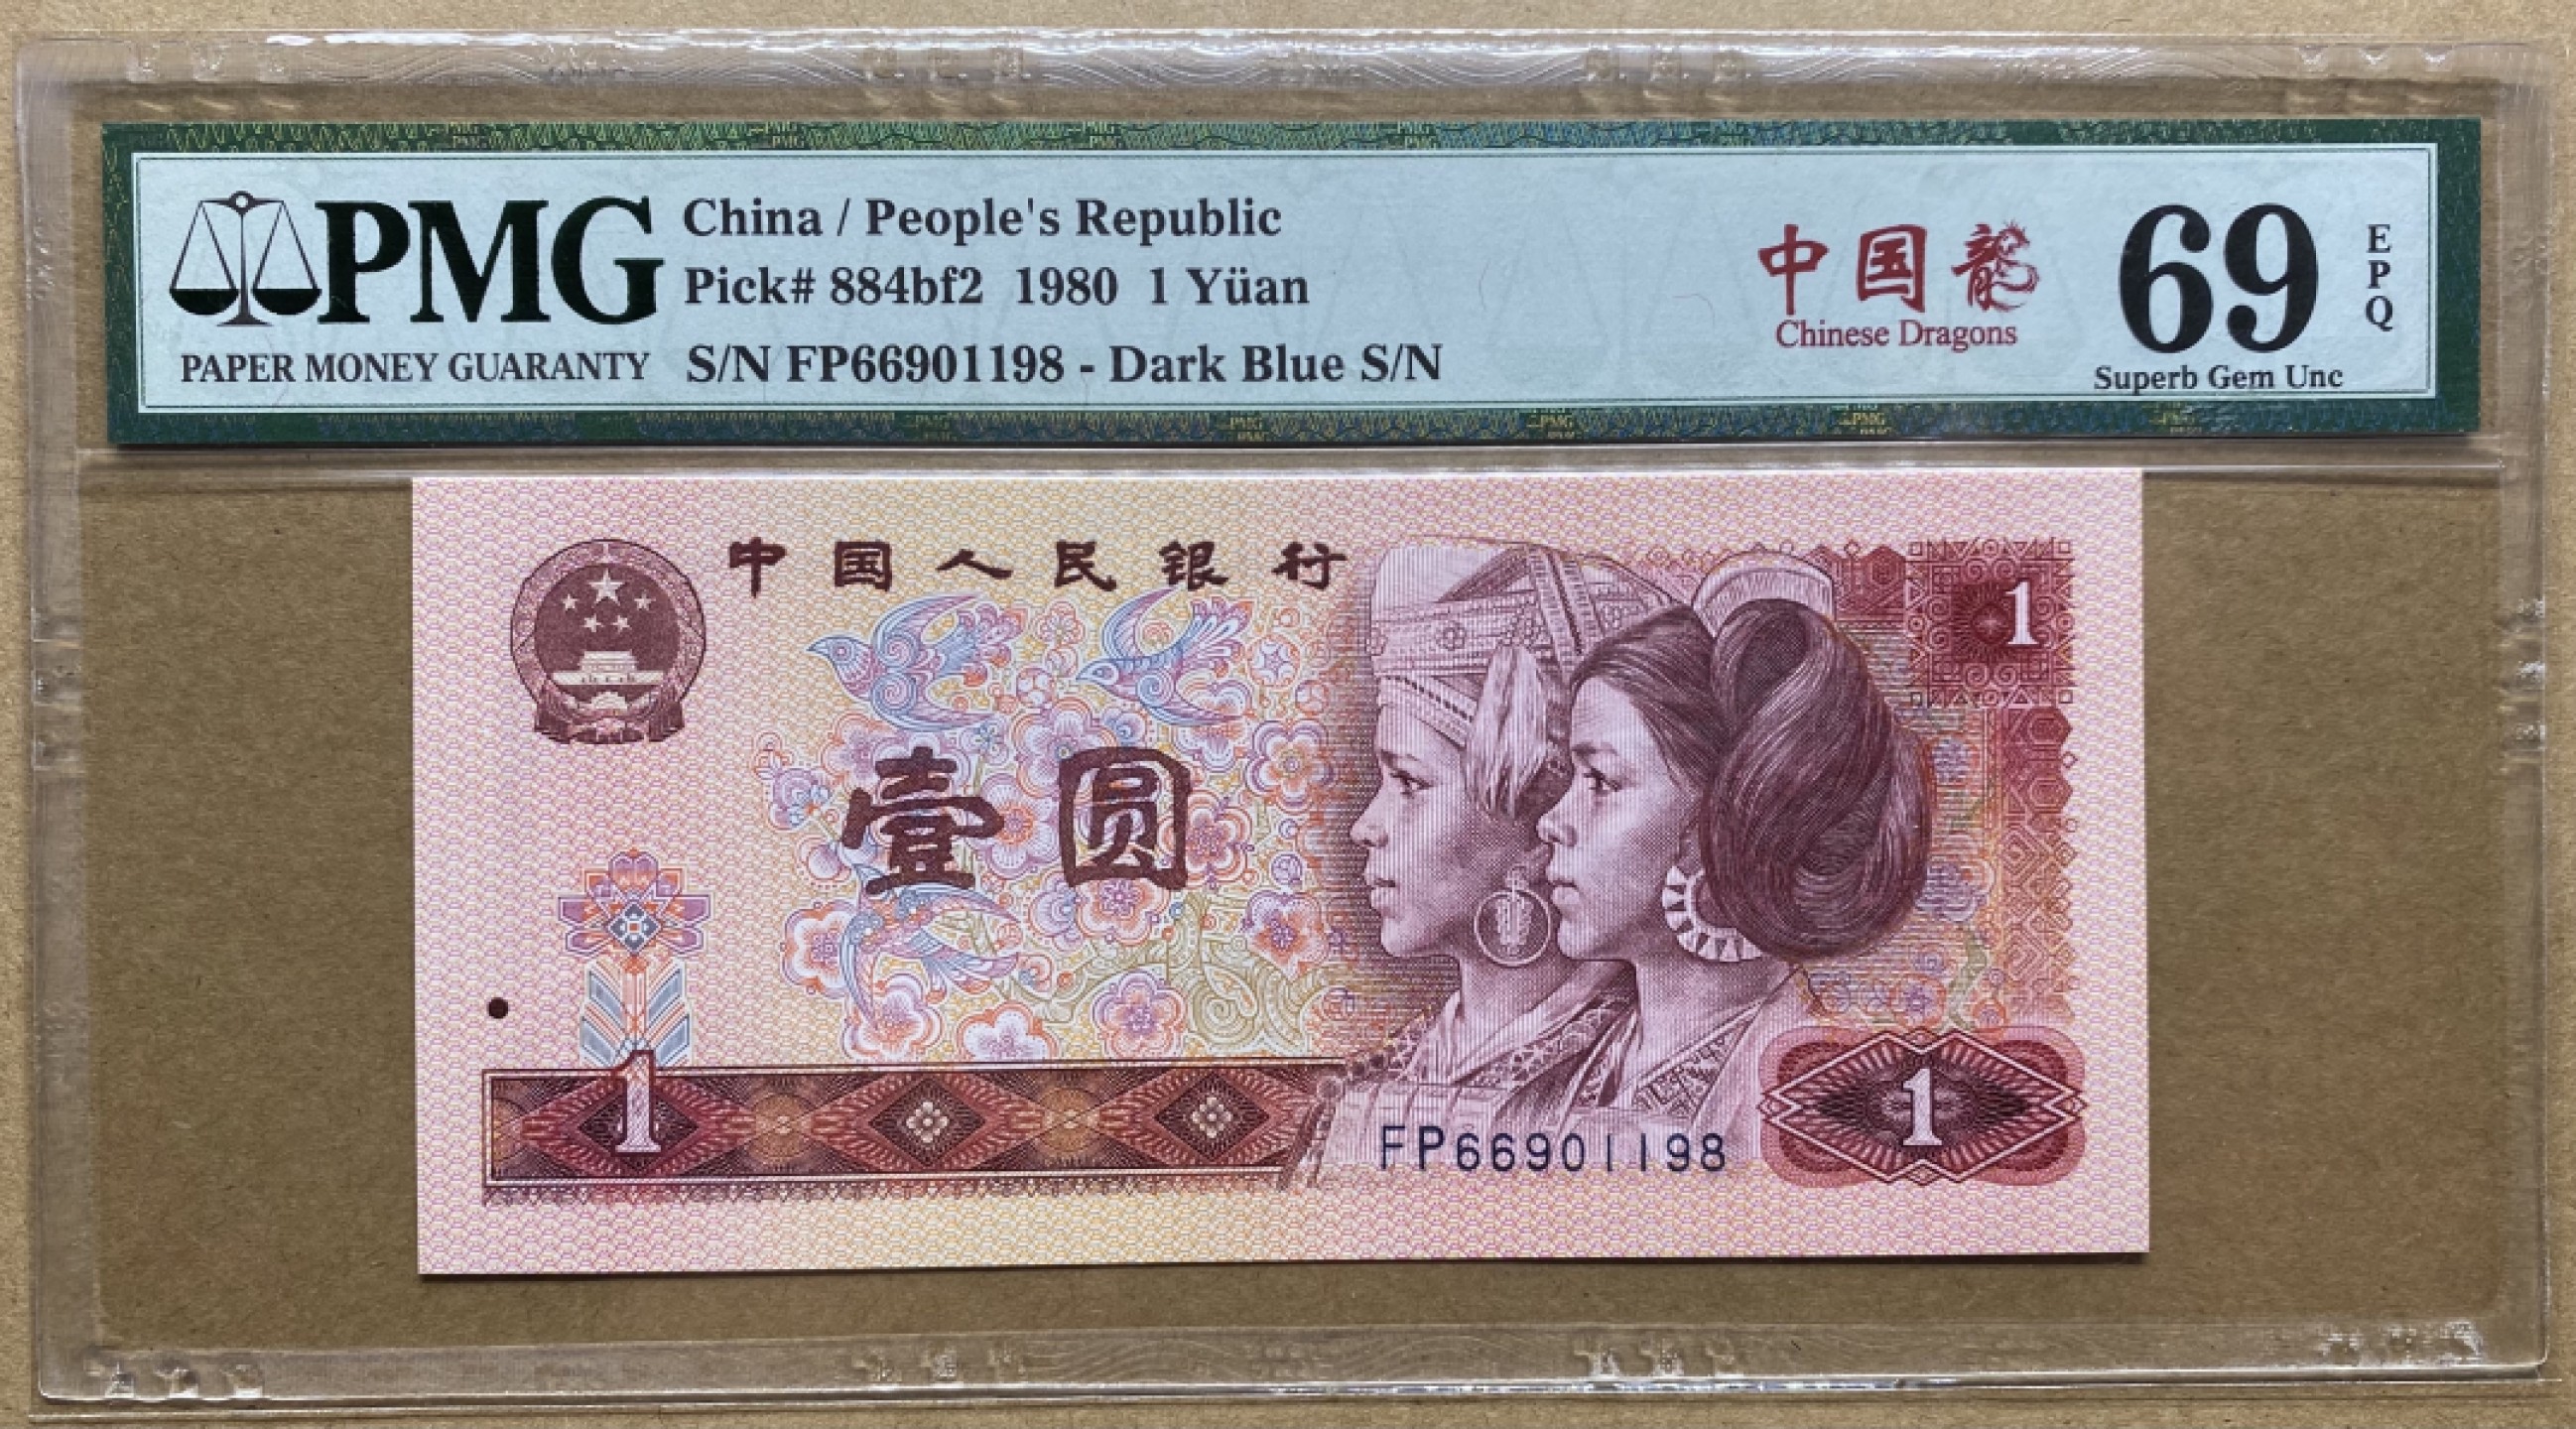 PMG
PAPER MONEY GUARANTY
China / People's Republic
Pick# 884bf2 1980 1 Yüan
S/N FP66901198 - Dark Blue S/N
中国龍
Chinese Dragons
69
EPQ
Superb Gem Unc
中国人民银行
1
壹圆
1
FP66901198
1